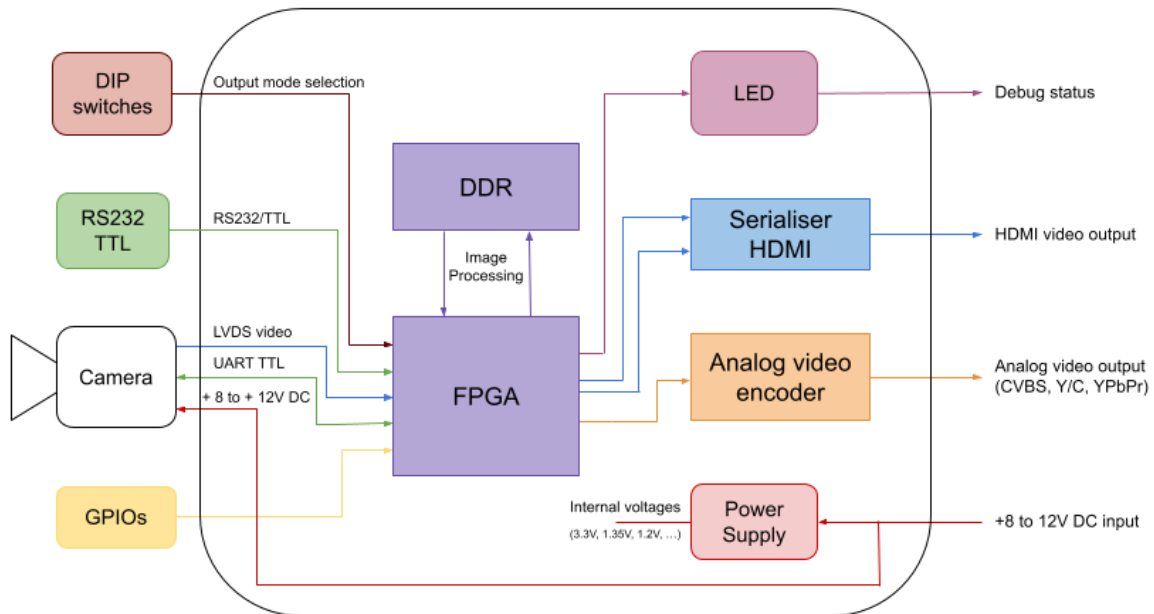 DIP
switches
Output mode selection
LED
Debug status
DDR
RS232
TTL
RS232/TTL
Image
Processing
Serialiser
HDMI
HDMI video output
Camera
LVDS video
UART TTL
+ 8 to + 12V DC
FPGA
Analog video
encoder
Analog video output
(CVBS, Y/C, YPbPr)
GPIOs
Internal voltages
(3.3V, 1.35V, 1.2V, ...)
Power
Supply
+8 to 12V DC input